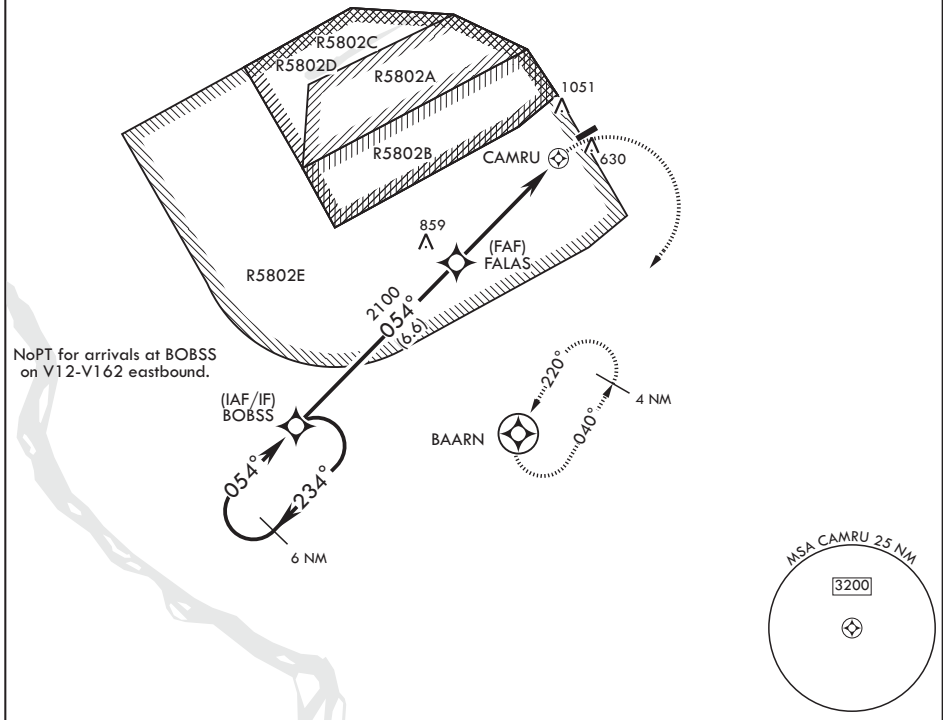 R5802C
R5802D
R5802A
1051
R5802B
CAMRU
630
859
(FAF)
FALAS
R5802E
2100
054°
(6.6)
NoPT for arrivals at BOBSS
on V12-V162 eastbound.
(IAF/IF)
BOBSS
220°
4 NM
040°
BAARN
054°
234°
6 NM
MSA CAMRU 25 NM
3200